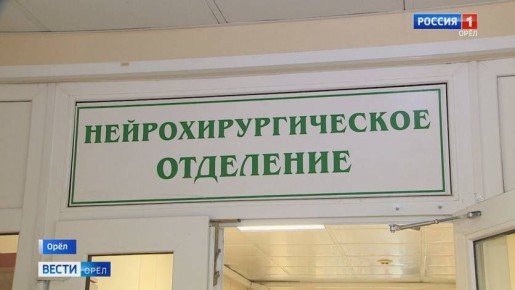 РОССИЯ 1
ОРЁЛ
НЕЙРОХИРУРГИЧЕСКОЕ
ОТДЕЛЕНИЕ
Орёл
ВЕСТИ ОРЕЛ